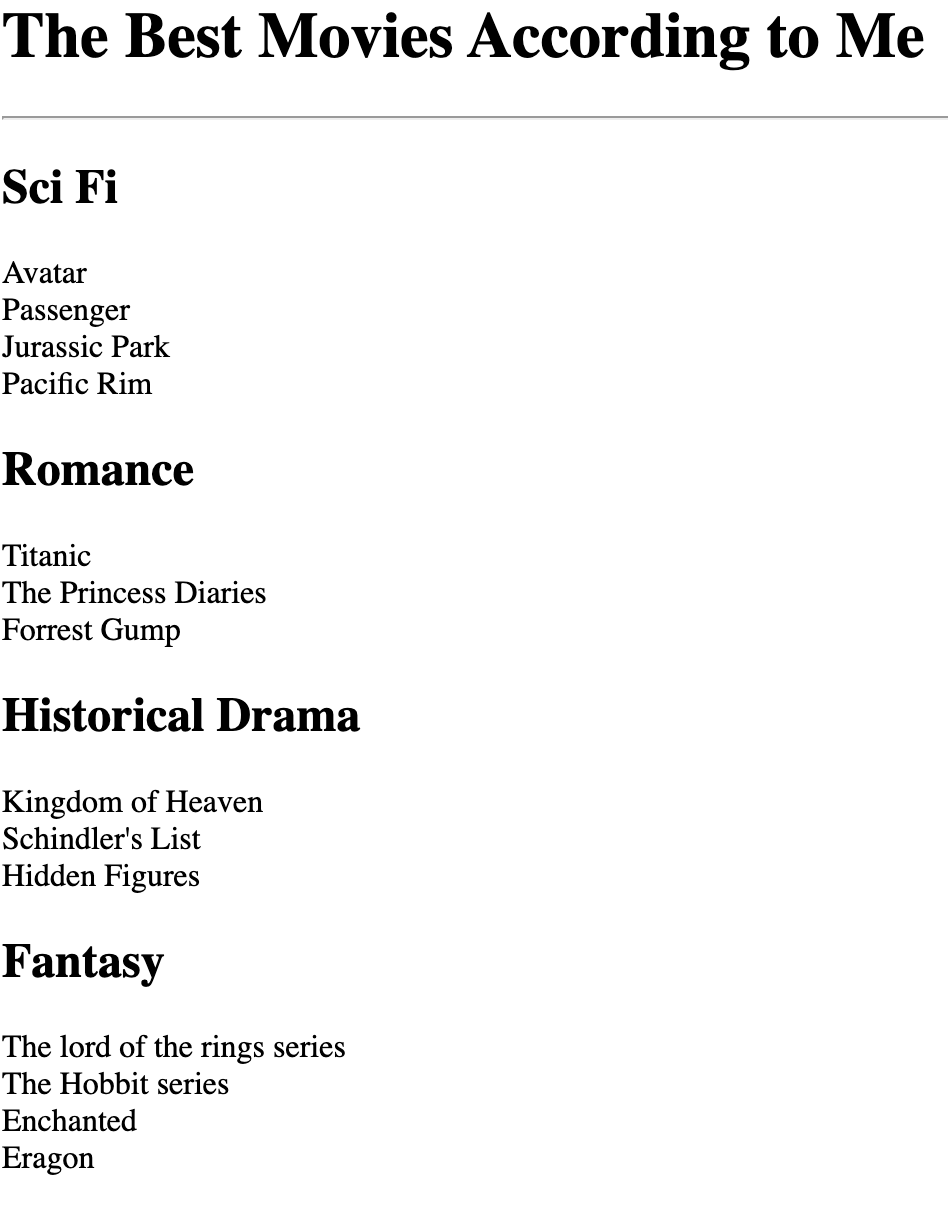 The Best Movies According to Me
Sci Fi
Avatar
Passenger
Jurassic Park
Pacific Rim
Romance
Titanic
The Princess Diaries
Forrest Gump
Historical Drama
Kingdom of Heaven
Schindler's List
Hidden Figures
Fantasy
The lord of the rings series
The Hobbit series
Enchanted
Eragon